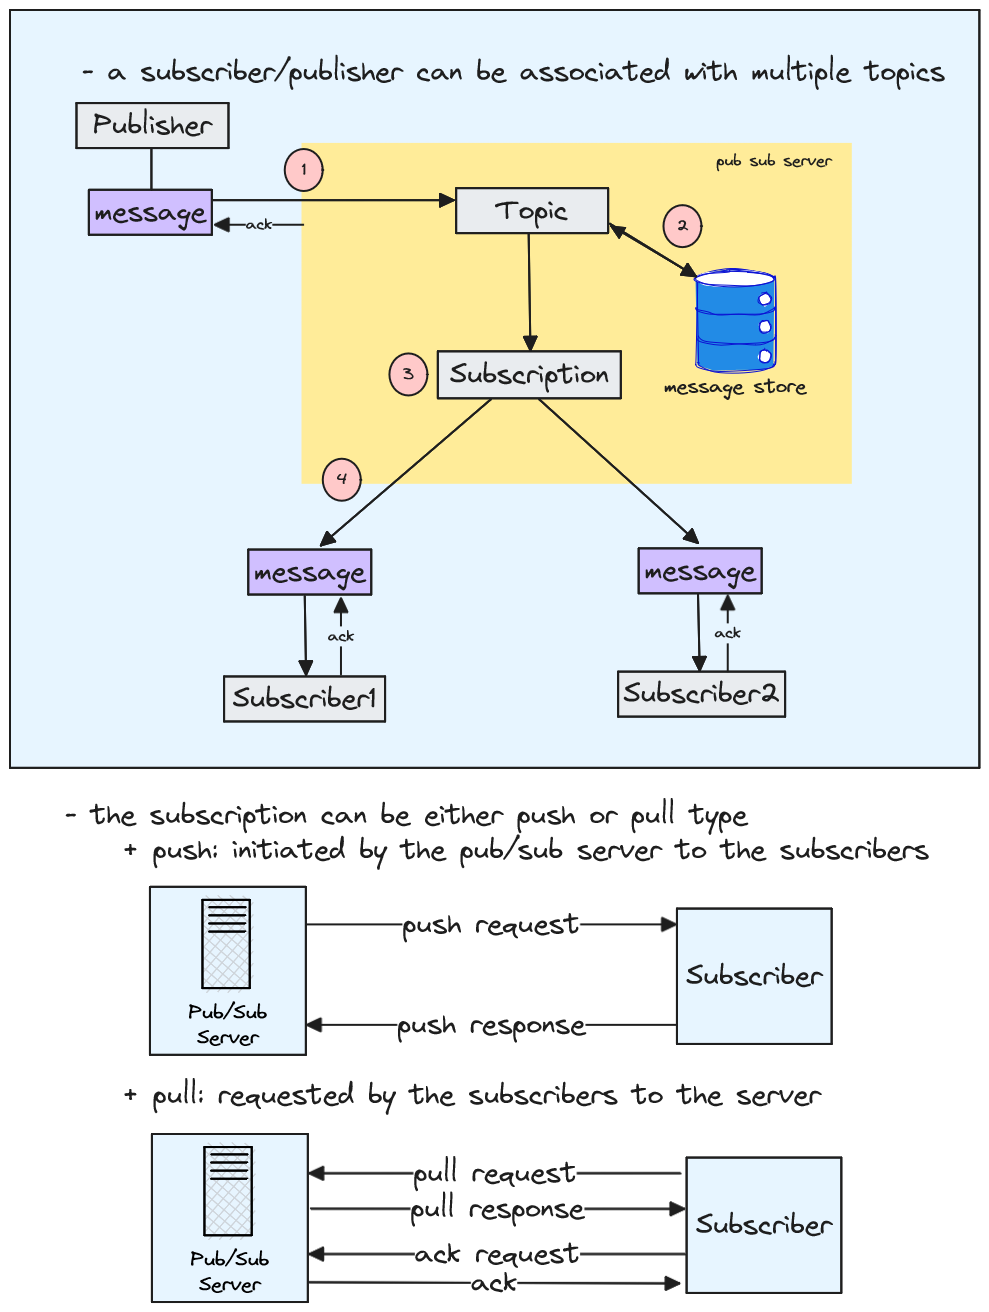 - a subscriber/publisher can be associated with multiple topics
Publisher
pub sub server
1
message
Topic
ack
2
3
Subscription
message store
4
message
message
ack
ack
Subscriber1
Subscriber2
- the subscription can be either push or pull type
+ push: initiated by the pub/sub server to the subscribers
push request
Subscriber
Pub/Sub
Server
push response
+ pull: requested by the subscribers to the server
pull request
pull response
Subscriber
ack request
Pub/Sub
Server
ack